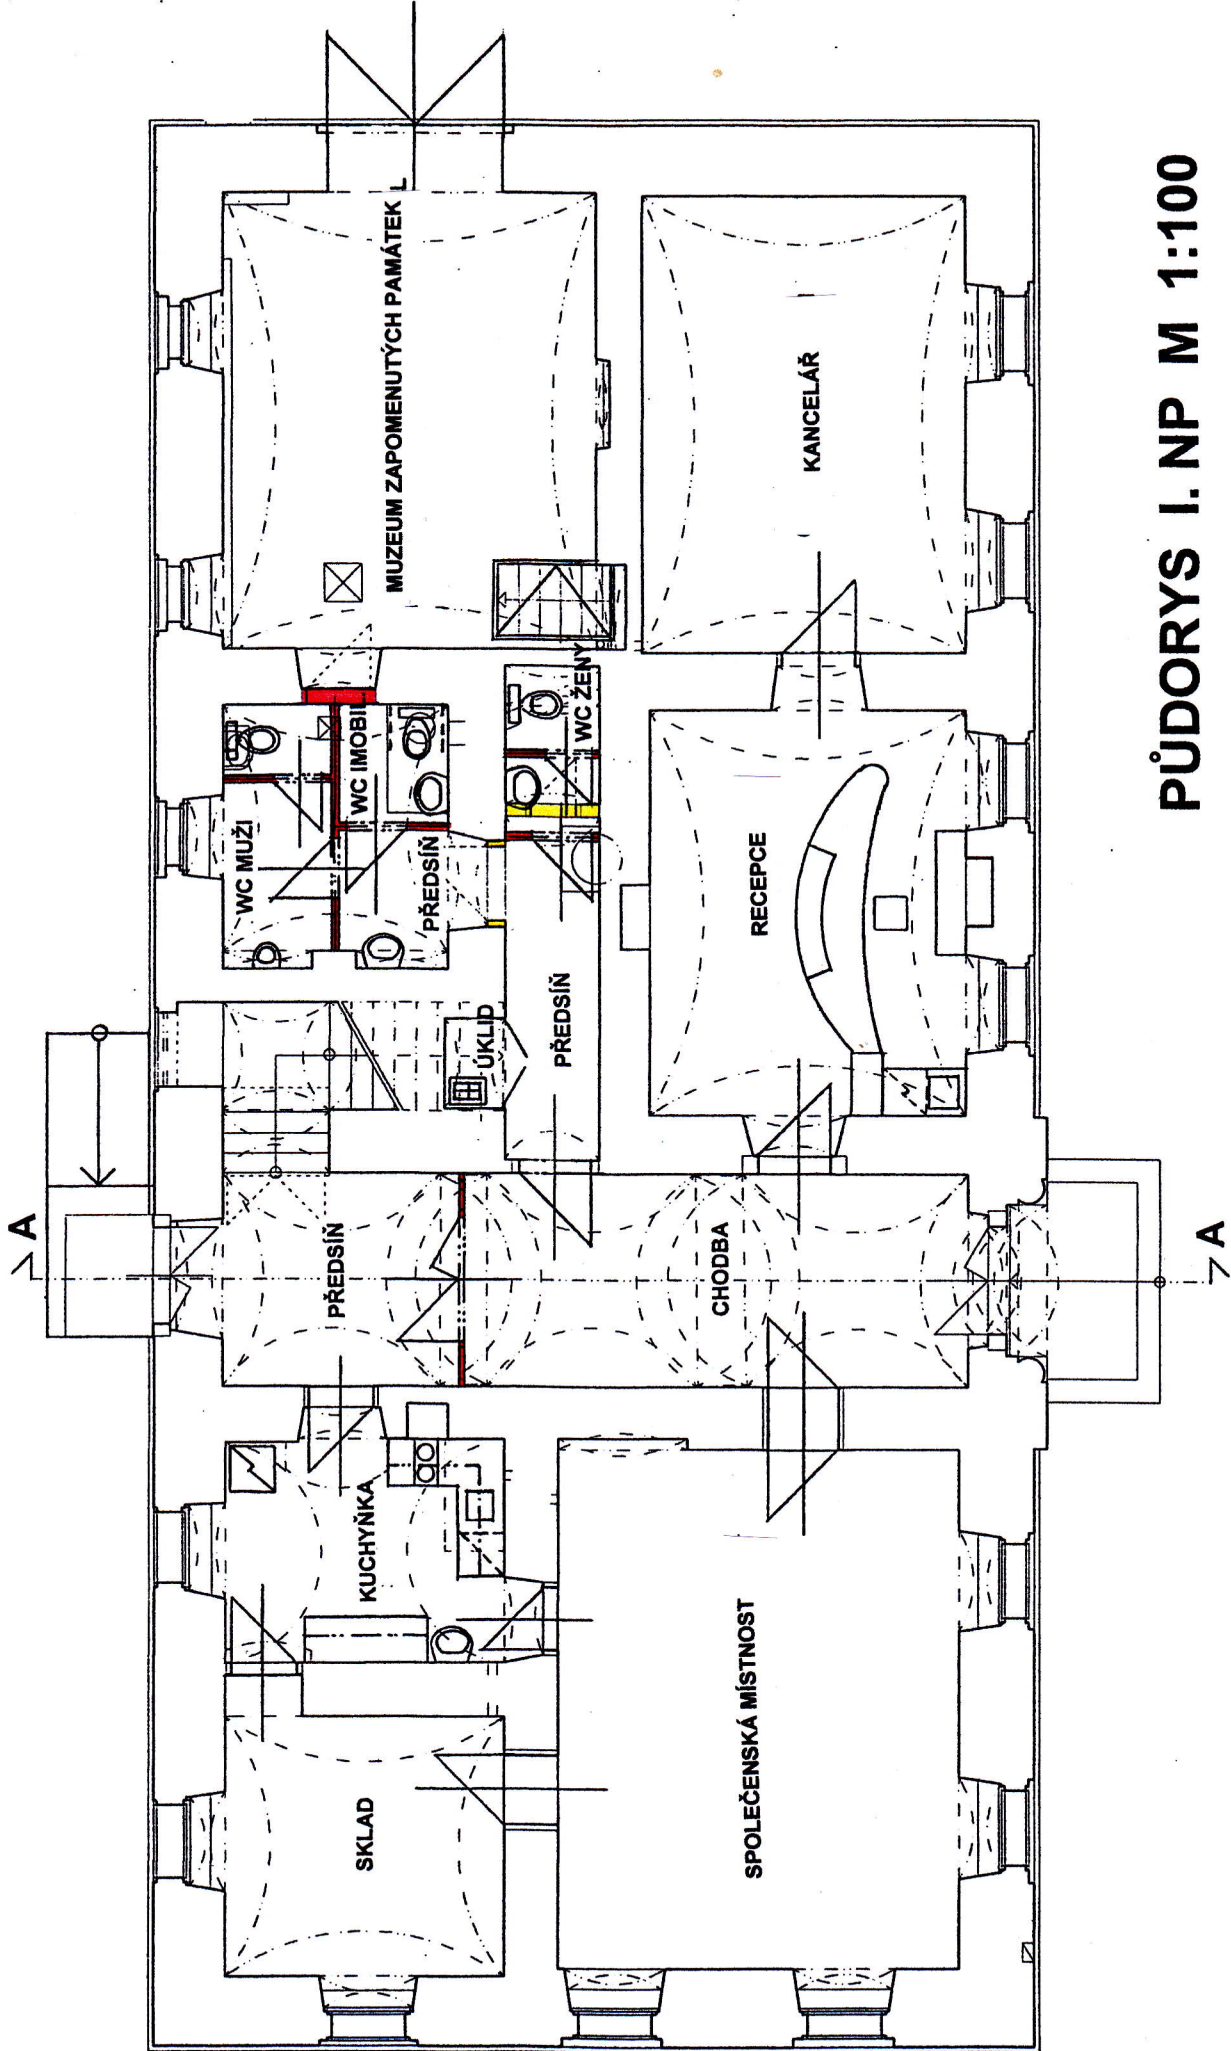 A
SKLAD
KUCHYŇKA
PŘEDSÍŇ
WC MUŽI
PŘEDSÍŇ
WC IMOBIL
MUZEUM ZAPOMENUTÝCH PAMÁTEK L
ÚKLID
PŘEDSÍŇ
WC ŽENY
SPOLEČENSKÁ MÍSTNOST
CHODBA
RECEPCE
KANCELÁŘ
A
PŮDORYS I. NP M 1:100